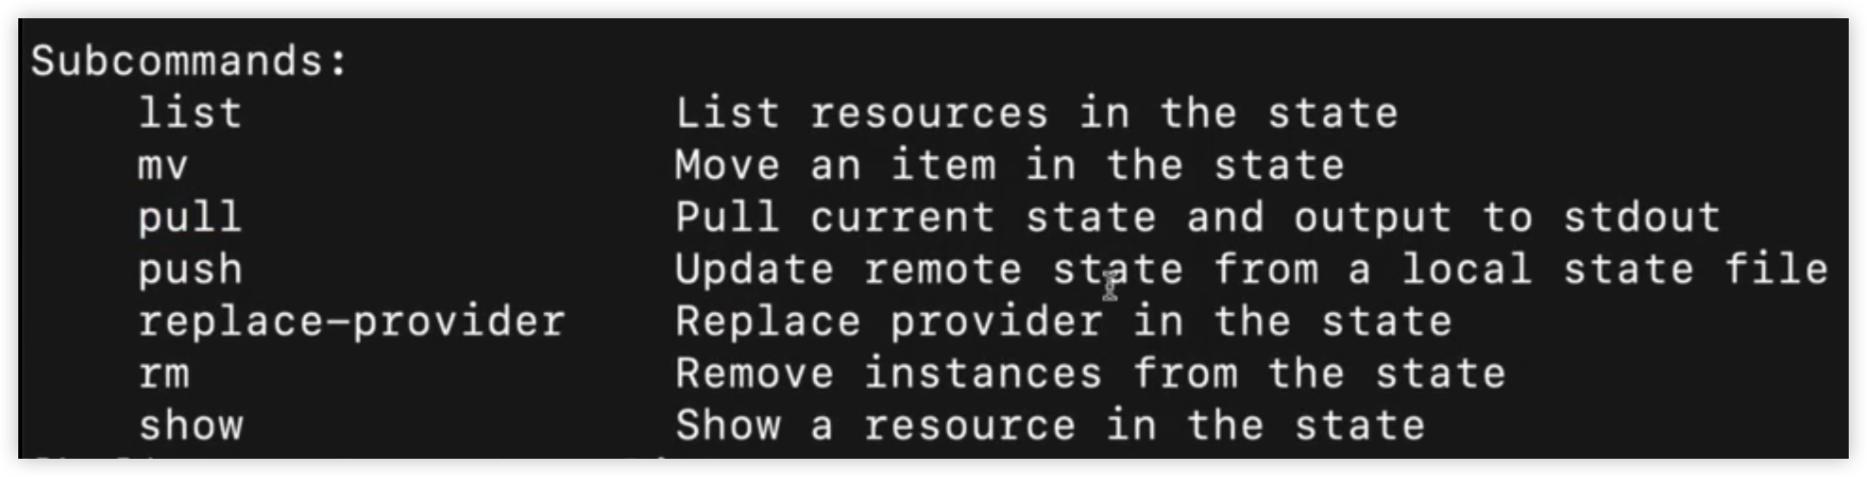 Subcommands:
list List resources in the state
mv Move an item in the state
pull Pull current state and output to stdout
push Update remote state from a local state file
replace-provider Replace provider in the state
rm Remove instances from the state
show Show a resource in the state